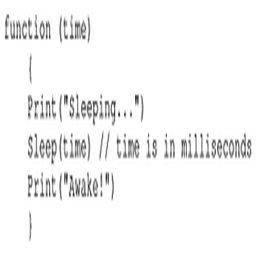 function (time)
{
Print("Sleeping...")
Sleep(time) // time is in milliseconds
Print("Awake!")
}